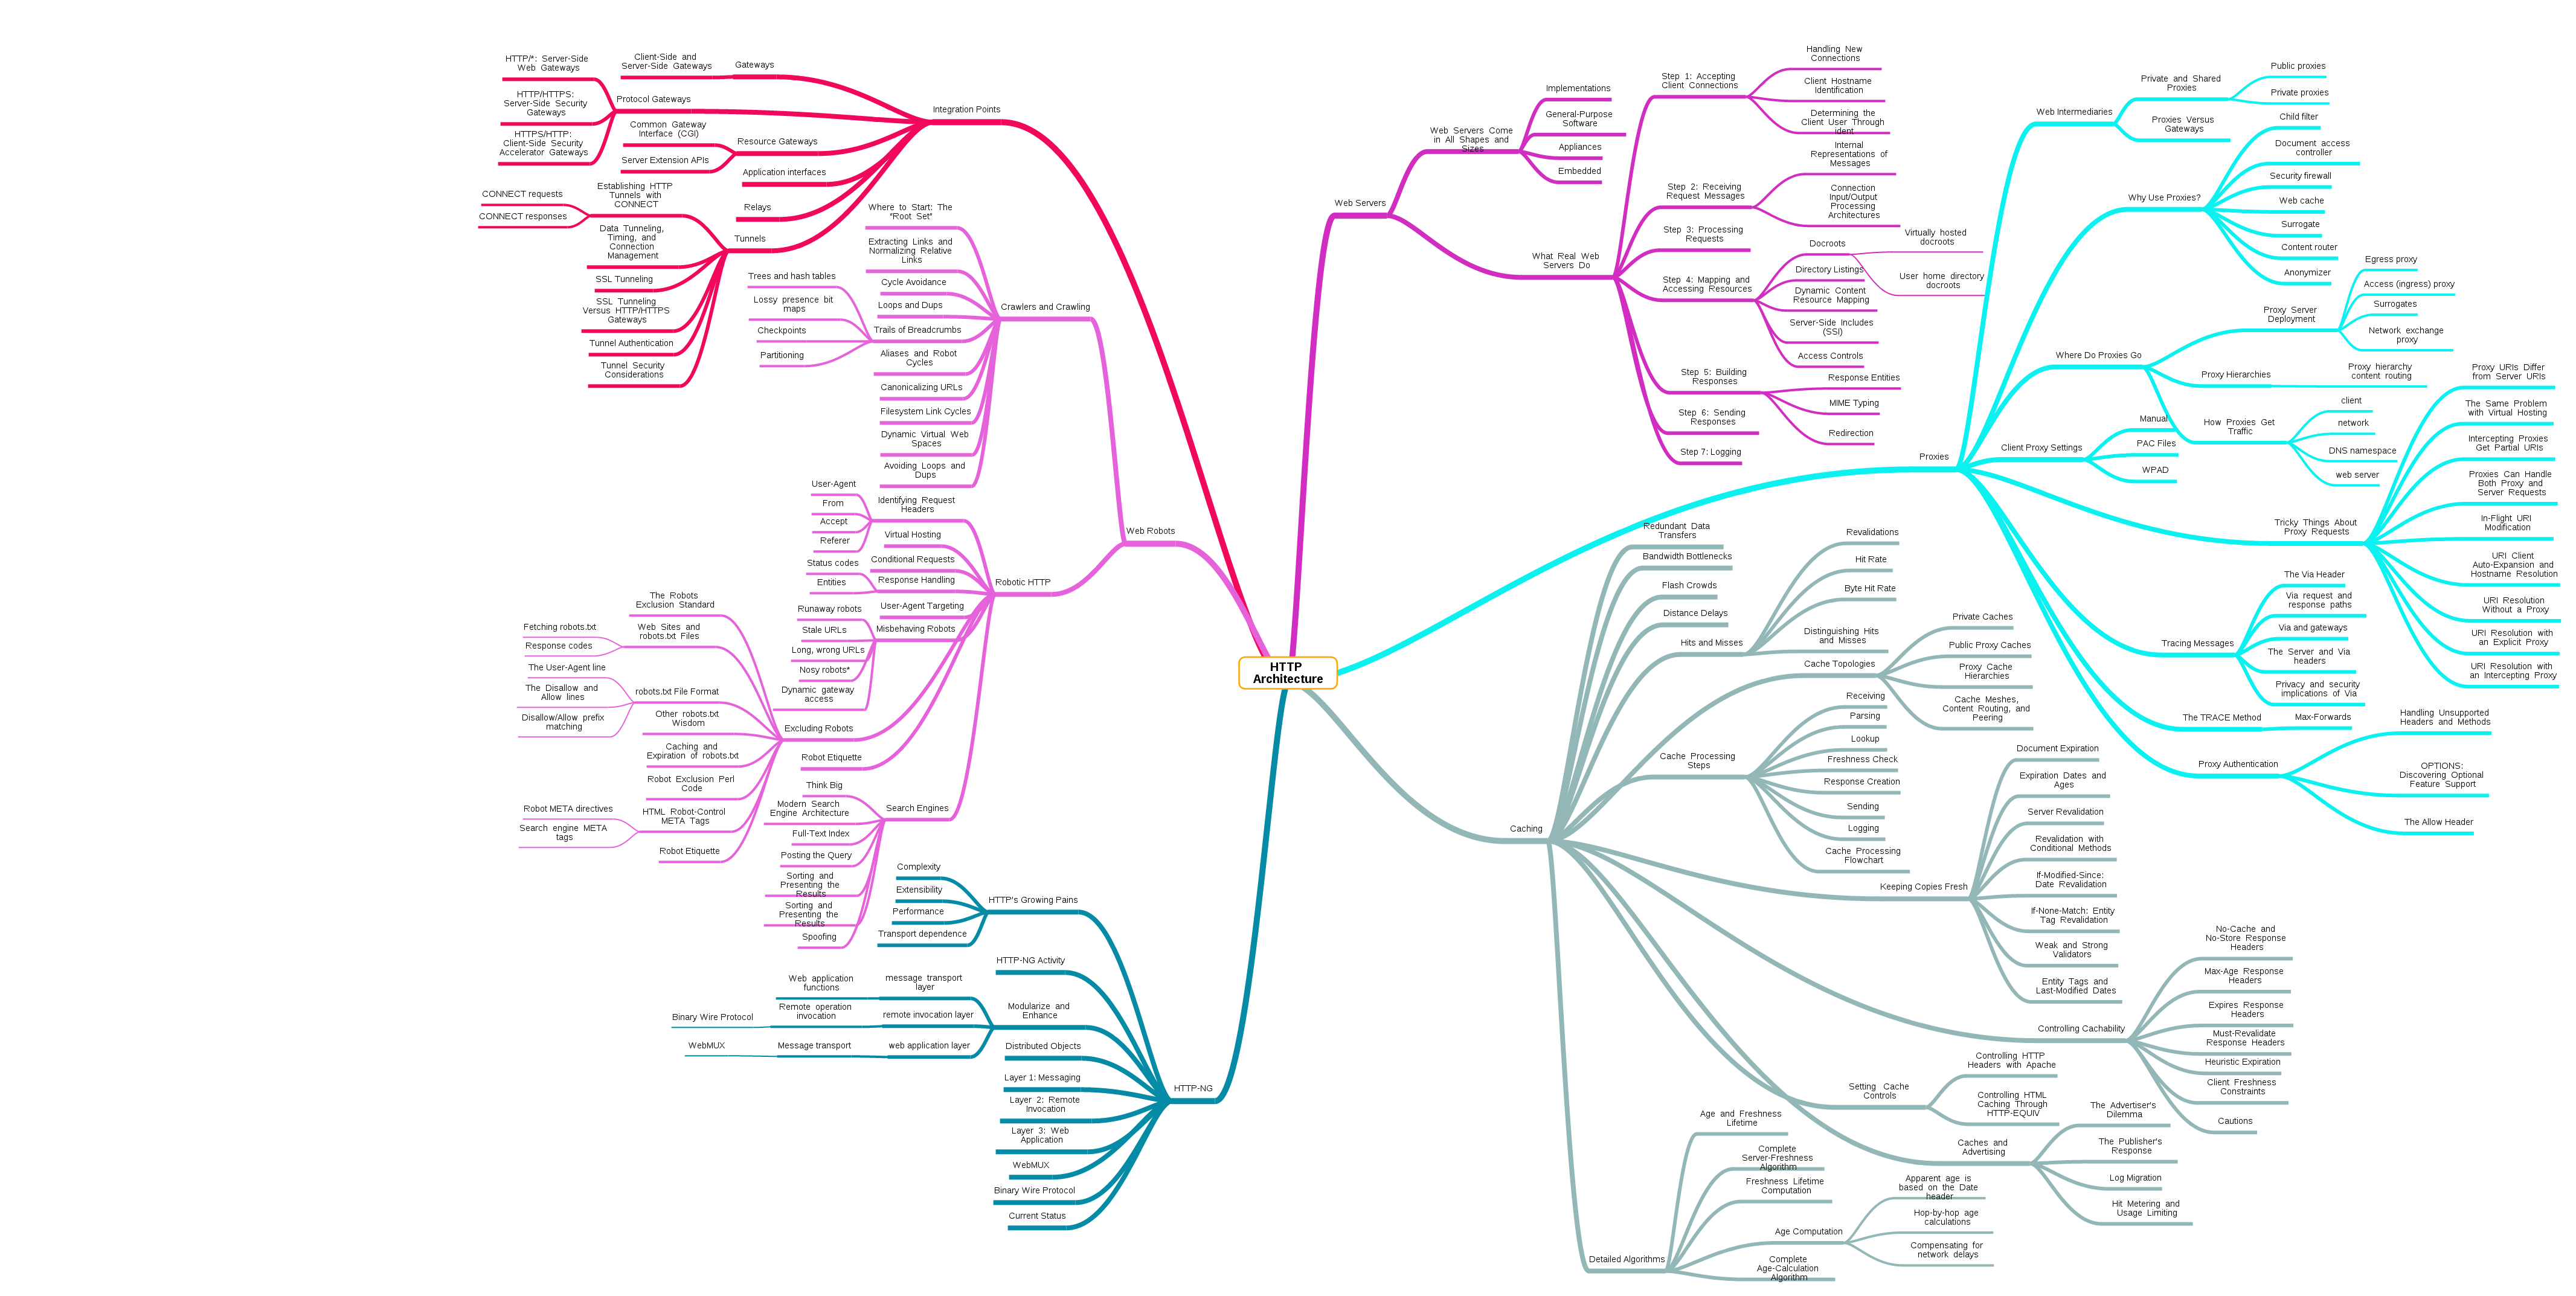 HTTP
Architecture
Integration Points
Gateways
Client-Side and
Server-Side Gateways
Protocol Gateways
HTTP/*: Server-Side
Web Gateways
HTTP/HTTPS:
Server-Side Security
Gateways
HTTPS/HTTP:
Client-Side Security
Accelerator Gateways
Resource Gateways
Common Gateway
Interface (CGI)
Server Extension APIs
Application interfaces
Relays
Tunnels
Establishing HTTP
Tunnels with
CONNECT
CONNECT requests
CONNECT responses
Data Tunneling,
Timing, and
Connection
Management
SSL Tunneling
SSL Tunneling
Versus HTTP/HTTPS
Gateways
Tunnel Authentication
Tunnel Security
Considerations
Web Robots
Crawlers and Crawling
Where to Start: The
"Root Set"
Extracting Links and
Normalizing Relative
Links
Cycle Avoidance
Loops and Dups
Trails of Breadcrumbs
Trees and hash tables
Lossy presence bit
maps
Checkpoints
Partitioning
Aliases and Robot
Cycles
Canonicalizing URLs
Filesystem Link Cycles
Dynamic Virtual Web
Spaces
Avoiding Loops and
Dups
Robotic HTTP
Identifying Request
Headers
User-Agent
From
Accept
Referer
Virtual Hosting
Conditional Requests
Response Handling
Status codes
Entities
User-Agent Targeting
Misbehaving Robots
Runaway robots
Stale URLs
Long, wrong URLs
Nosy robots*
Dynamic gateway
access
Excluding Robots
The Robots
Exclusion Standard
Web Sites and
robots.txt Files
Fetching robots.txt
Response codes
robots.txt File Format
The User-Agent line
The Disallow and
Allow lines
Disallow/Allow prefix
matching
Other robots.txt
Wisdom
Caching and
Expiration of robots.txt
Robot Exclusion Perl
Code
HTML Robot-Control
META Tags
Robot META directives
Search engine META
tags
Robot Etiquette
Robot Etiquette
Search Engines
Think Big
Modern Search
Engine Architecture
Full-Text Index
Posting the Query
Sorting and
Presenting the
Results
Sorting and
Presenting the
Results
Spoofing
HTTP-NG
HTTP's Growing Pains
Complexity
Extensibility
Performance
Transport dependence
HTTP-NG Activity
Modularize and
Enhance
message transport
layer
Web application
functions
remote invocation layer
Remote operation
invocation
Binary Wire Protocol
web application layer
Message transport
WebMUX
Distributed Objects
Layer 1: Messaging
Layer 2: Remote
Invocation
Layer 3: Web
Application
WebMUX
Binary Wire Protocol
Current Status
Web Servers
Web Servers Come
in All Shapes and
Sizes
Implementations
General-Purpose
Software
Appliances
Embedded
What Real Web
Servers Do
Step 1: Accepting
Client Connections
Handling New
Connections
Client Hostname
Identification
Determining the
Client User Through
ident
Step 2: Receiving
Request Messages
Internal
Representations of
Messages
Connection
Input/Output
Processing
Architectures
Step 3: Processing
Requests
Step 4: Mapping and
Accessing Resources
Docroots
Virtually hosted
docroots
User home directory
docroots
Directory Listings
Dynamic Content
Resource Mapping
Server-Side Includes
(SSI)
Access Controls
Step 5: Building
Responses
Response Entities
MIME Typing
Redirection
Step 6: Sending
Responses
Step 7: Logging
Proxies
Web Intermediaries
Private and Shared
Proxies
Public proxies
Private proxies
Proxies Versus
Gateways
Why Use Proxies?
Child filter
Document access
controller
Security firewall
Web cache
Surrogate
Content router
Anonymizer
Where Do Proxies Go
Proxy Server
Deployment
Egress proxy
Access (ingress) proxy
Surrogates
Network exchange
proxy
Proxy Hierarchies
Proxy hierarchy
content routing
How Proxies Get
Traffic
client
network
DNS namespace
web server
Client Proxy Settings
Manual
PAC Files
WPAD
Tricky Things About
Proxy Requests
Proxy URIs Differ
from Server URIs
The Same Problem
with Virtual Hosting
Intercepting Proxies
Get Partial URIs
Proxies Can Handle
Both Proxy and
Server Requests
In-Flight URI
Modification
URI Client
Auto-Expansion and
Hostname Resolution
URI Resolution
Without a Proxy
URI Resolution with
an Explicit Proxy
URI Resolution with
an Intercepting Proxy
Tracing Messages
The Via Header
Via request and
response paths
Via and gateways
The Server and Via
headers
Privacy and security
implications of Via
The TRACE Method
Max-Forwards
Proxy Authentication
Handling Unsupported
Headers and Methods
OPTIONS:
Discovering Optional
Feature Support
The Allow Header
Caching
Redundant Data
Transfers
Bandwidth Bottlenecks
Flash Crowds
Distance Delays
Hits and Misses
Revalidations
Hit Rate
Byte Hit Rate
Distinguishing Hits
and Misses
Cache Topologies
Private Caches
Public Proxy Caches
Proxy Cache
Hierarchies
Cache Meshes,
Content Routing, and
Peering
Cache Processing
Steps
Receiving
Parsing
Lookup
Freshness Check
Response Creation
Sending
Logging
Cache Processing
Flowchart
Keeping Copies Fresh
Document Expiration
Expiration Dates and
Ages
Server Revalidation
Revalidation with
Conditional Methods
If-Modified-Since:
Date Revalidation
If-None-Match: Entity
Tag Revalidation
Weak and Strong
Validators
Entity Tags and
Last-Modified Dates
Controlling Cachability
No-Cache and
No-Store Response
Headers
Max-Age Response
Headers
Expires Response
Headers
Must-Revalidate
Response Headers
Heuristic Expiration
Client Freshness
Constraints
Cautions
Setting Cache
Controls
Controlling HTTP
Headers with Apache
Controlling HTML
Caching Through
HTTP-EQUIV
Caches and
Advertising
The Advertiser's
Dilemma
The Publisher's
Response
Log Migration
Hit Metering and
Usage Limiting
Detailed Algorithms
Age and Freshness
Lifetime
Complete
Server-Freshness
Algorithm
Freshness Lifetime
Computation
Age Computation
Apparent age is
based on the Date
header
Hop-by-hop age
calculations
Compensating for
network delays
Complete
Age-Calculation
Algorithm